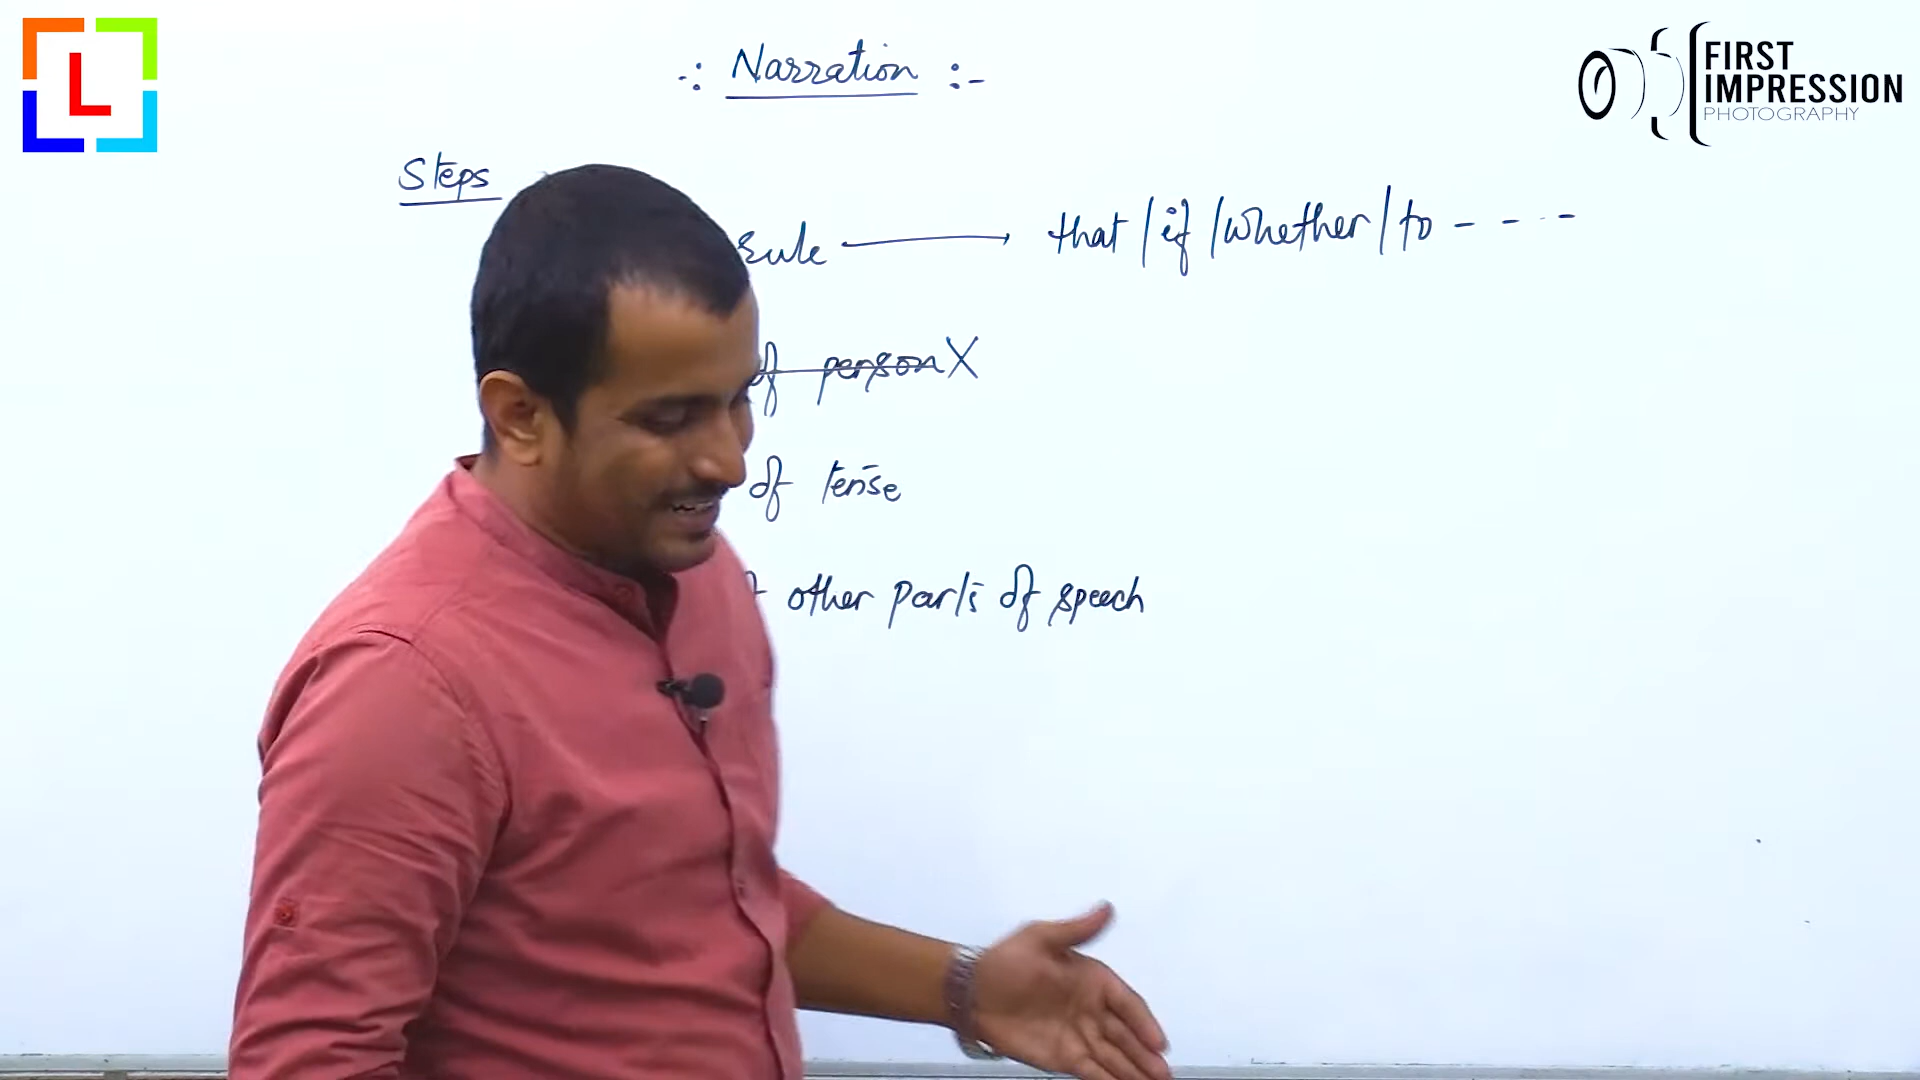 L
FIRST
IMPRESSION
PHOTOGRAPHY
-: Narration :-
Steps
rule → that / if / whether / to - - - -
of person X
of tense
other parts of speech